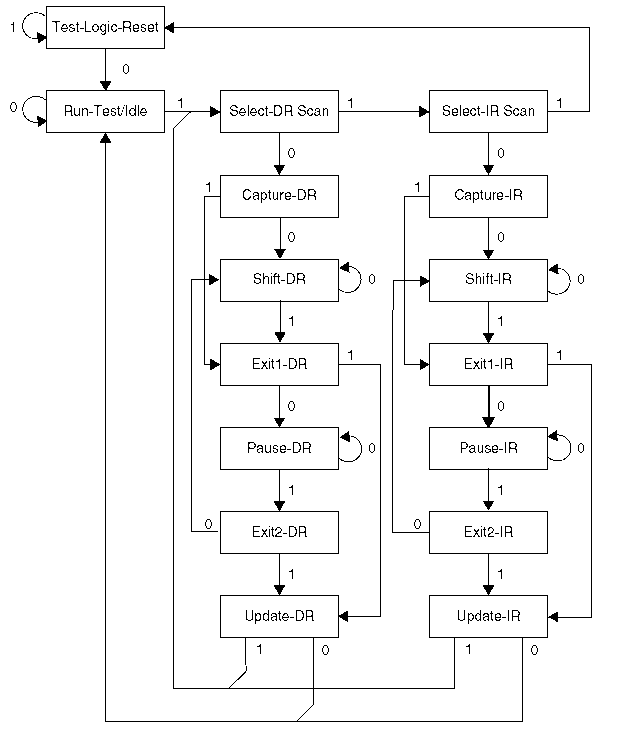 Test-Logic-Reset
1
0
Run-Test/Idle
0
1
Select-DR Scan
1
Select-IR Scan
1
0
0
1
Capture-DR
1
Capture-IR
0
0
Shift-DR
0
Shift-IR
0
1
1
Exit1-DR
1
Exit1-IR
1
0
0
Pause-DR
0
Pause-IR
0
1
1
0
Exit2-DR
0
Exit2-IR
1
1
Update-DR
Update-IR
1
0
1
0